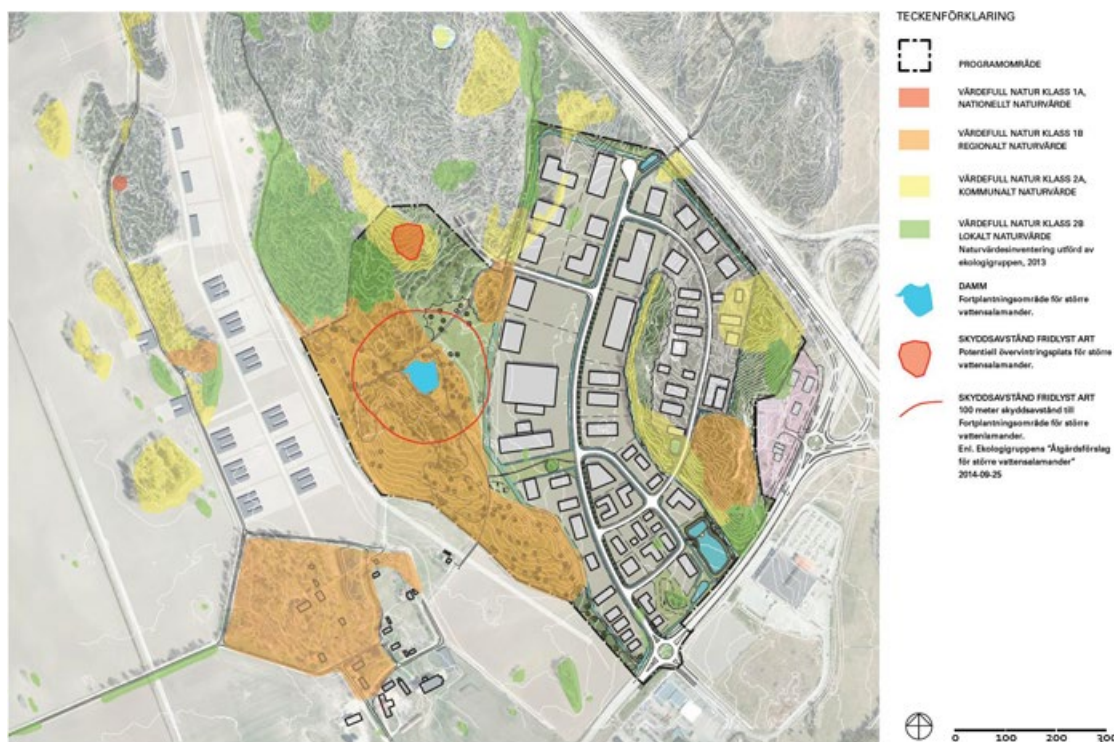 TECKENFÖRKLARING
PROGRAMOMRÅDE
VÄRDEFULL NATUR KLASS 1A,
NATIONELLT NATURVÄRDE
VÄRDEFULL NATUR KLASS 1B
REGIONALT NATURVÄRDE
VÄRDEFULL NATUR KLASS 2A,
KOMMUNALT NATURVÄRDE
VÄRDEFULL NATUR KLASS 2B
LOKALT NATURVÄRDE
Naturvärdesinventering utförd av
ekologigruppen, 2013
DAMM
Fortplantningsområde för större
vattensalamander.
SKYDDSAVSTÅND FRIDLYST ART
Potentiell övervintringsplats för större
vattensalamander.
SKYDDSAVSTÅND FRIDLYST ART
100 meter skyddsavstånd till
Fortplantningsområde för större
vattenlamander.
Enl. Ekologigruppens "Åtgärdsförslag
för större vattensalamander"
2014-09-25
0 100 200 300